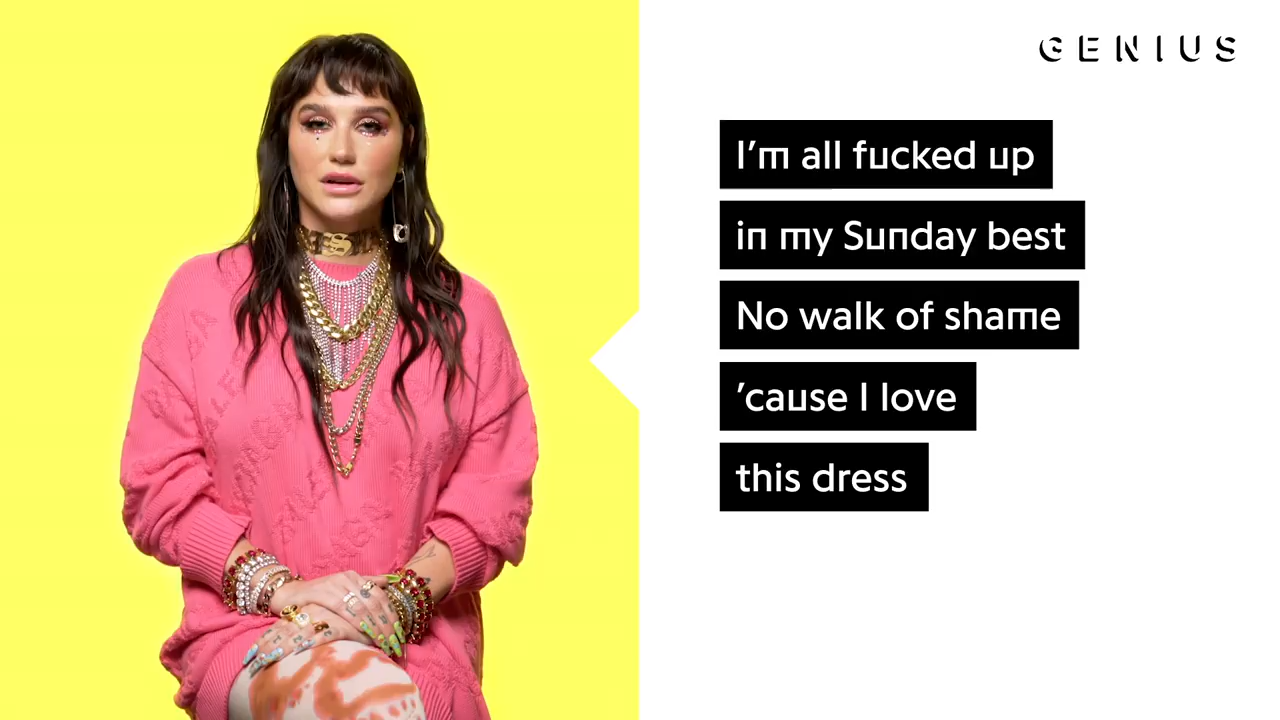 GENIUS
I'm all fucked up
in my Sunday best
No walk of shame
'cause I love
this dress